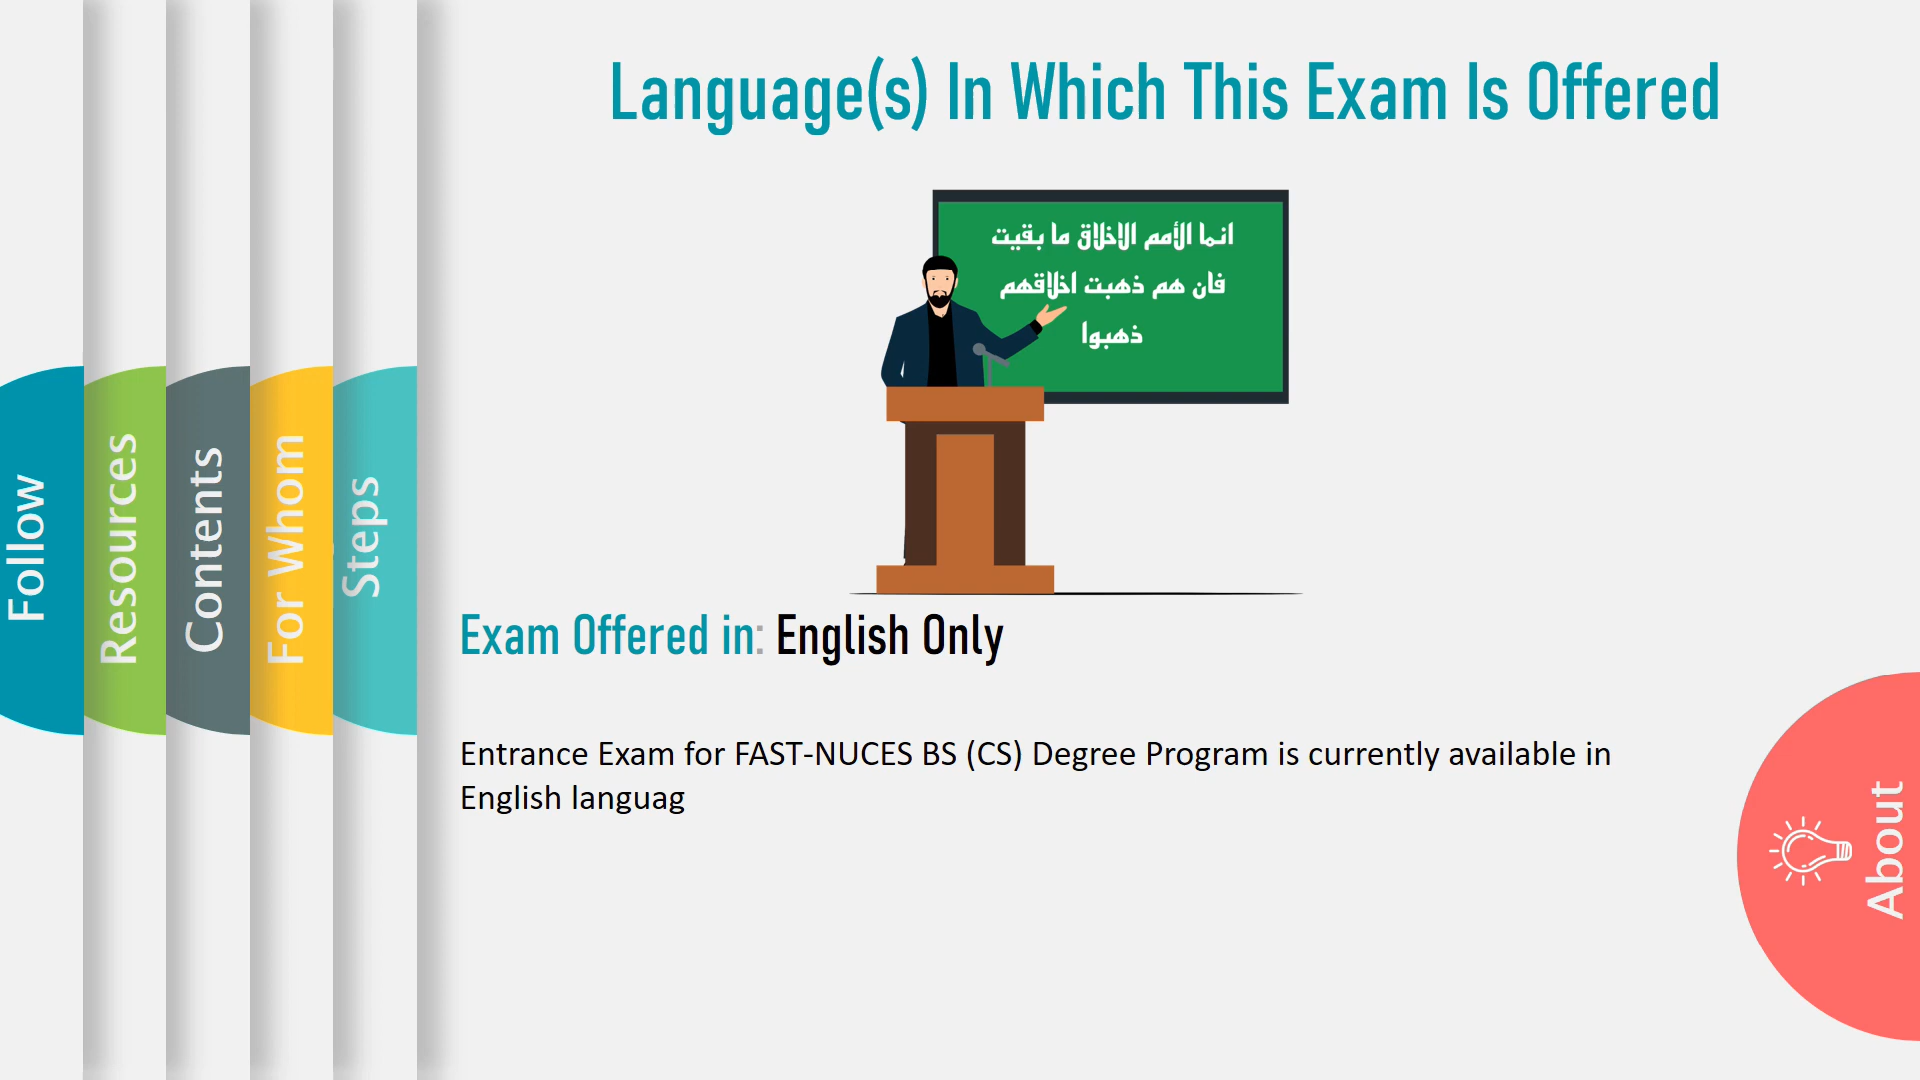 Language(s) In Which This Exam Is Offered
انما الأمم الاخلاق ما بقيت
فان هم ذهبت اخلاقهم
ذهبوا
Follow
Resources
Contents
For Whom
Steps
Exam Offered in: English Only
Entrance Exam for FAST-NUCES BS (CS) Degree Program is currently available in
English languag
About